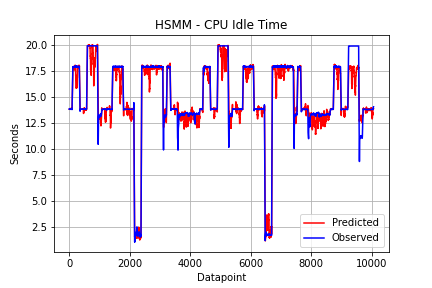 HSMM - CPU Idle Time
20.0
17.5
15.0
12.5
10.0
7.5
5.0
2.5
Seconds
Predicted
Observed
0 2000 4000 6000 8000 10000
Datapoint